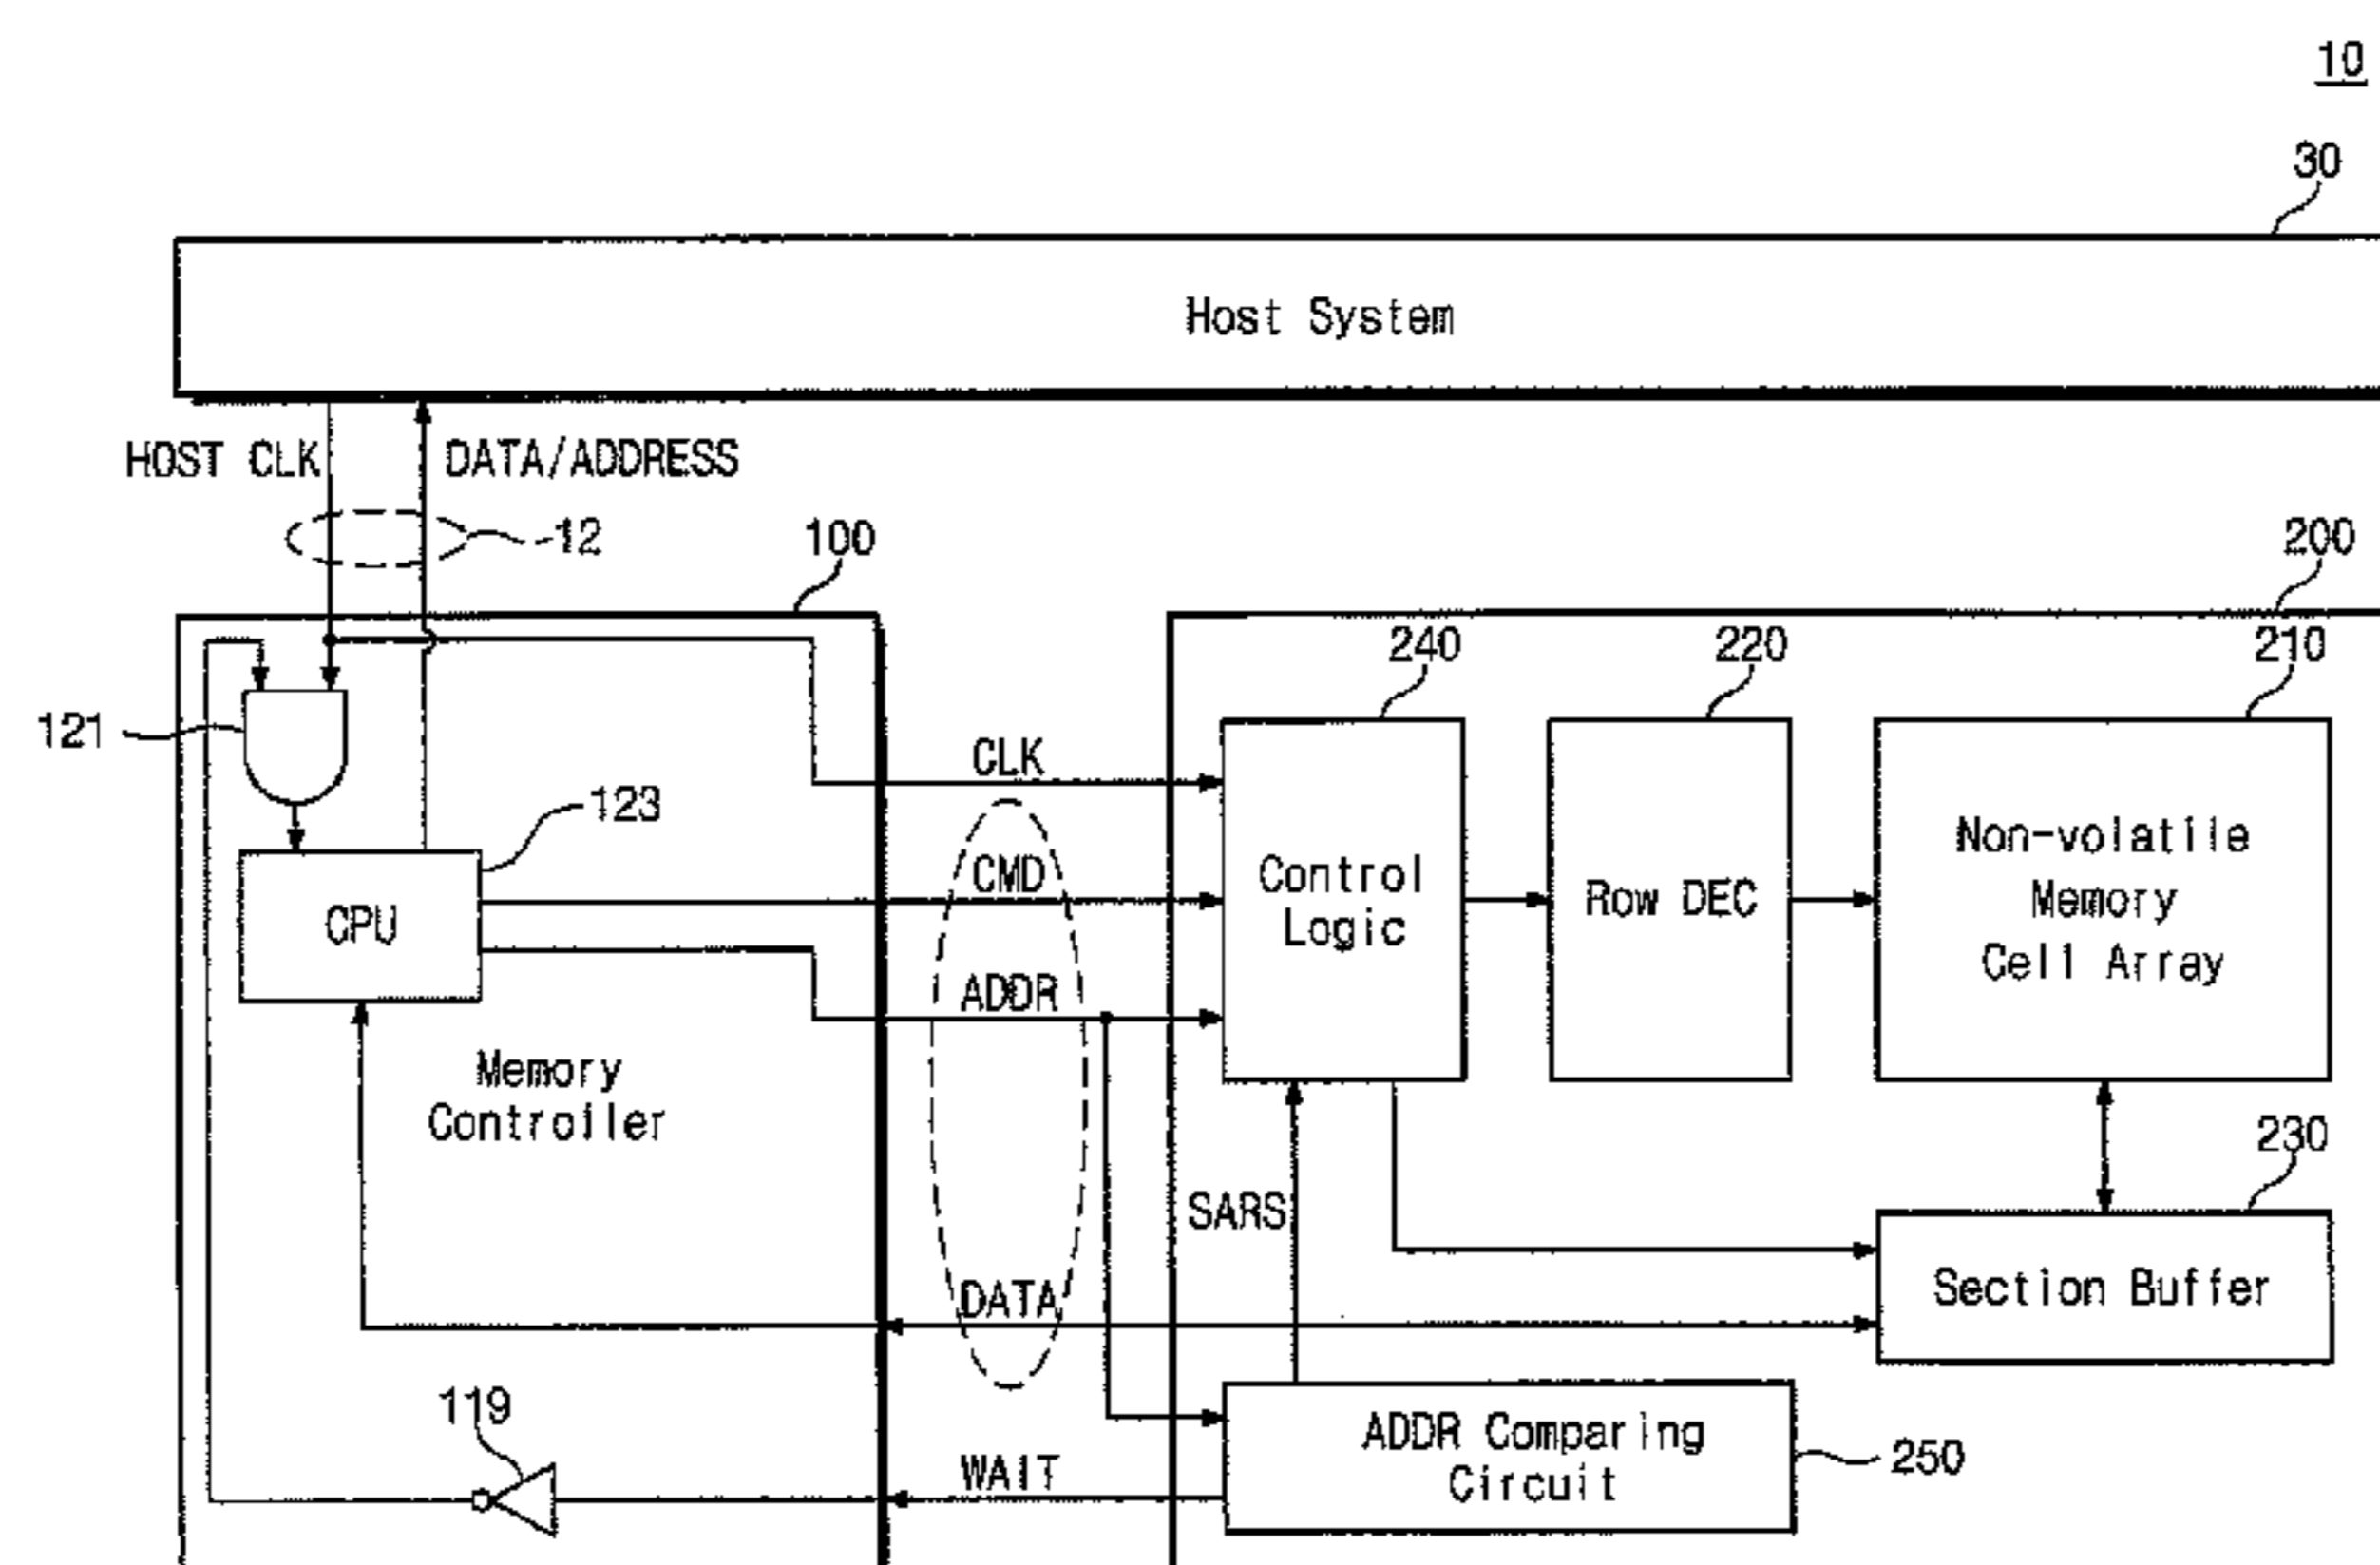 10
30
Host System
HOST CLK
DATA/ADDRESS
12
100
200
240
220
210
121
CLK
123
CMD
Control
Logic
Row DEC
Non-volatile
Memory
Cell Array
CPU
ADDR
Memory
Controller
230
SARS
Section Buffer
DATA
119
ADDR Comparing
Circuit
250
WAIT